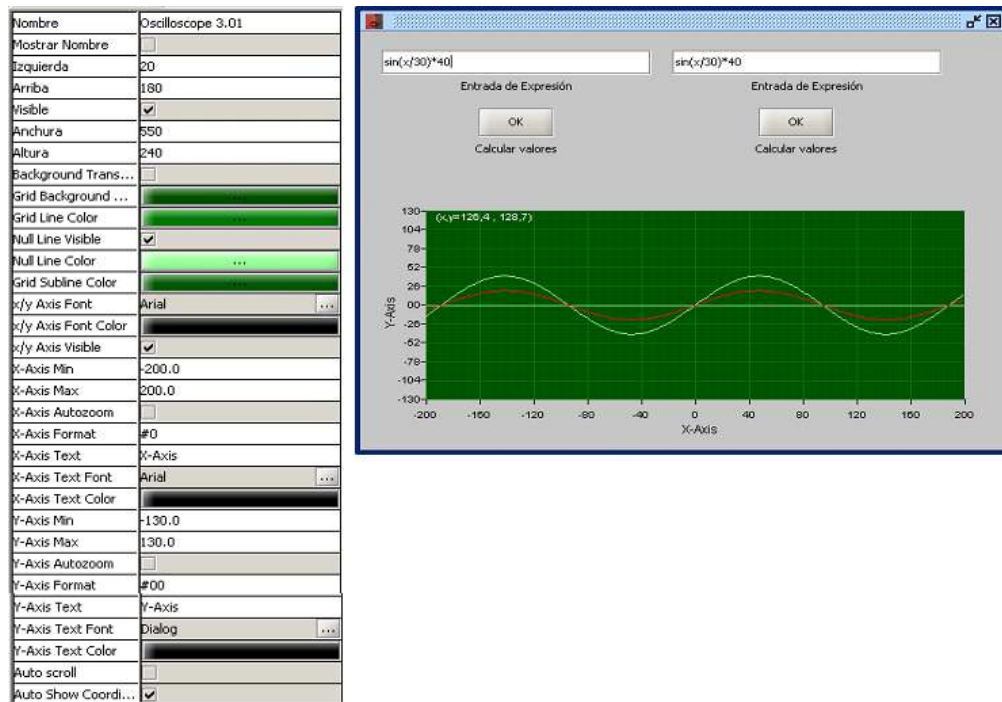 Nombre Oscilloscope 3.01
Mostrar Nombre
Izquierda 20
Arriba 180
Visible
Anchura 550
Altura 240
Background Trans...
Grid Background ... ...
Grid Line Color ...
Null Line Visible
Null Line Color ...
Grid Subline Color ...
x/y Axis Font Arial ...
x/y Axis Font Color
x/y Axis Visible
X-Axis Min -200.0
X-Axis Max 200.0
X-Axis Autozoom
X-Axis Format #0
X-Axis Text X-Axis
X-Axis Text Font Arial ...
X-Axis Text Color
Y-Axis Min -130.0
Y-Axis Max 130.0
Y-Axis Autozoom
Y-Axis Format #00
Y-Axis Text Y-Axis
Y-Axis Text Font Dialog ...
Y-Axis Text Color
Auto scroll
Auto Show Coordi...
sin(x/30)*40 sin(x/30)*40
Entrada de Expresión Entrada de Expresión
OK OK
Calcular valores Calcular valores
(x,y=126,4 , 128,7)
130
104
78
52
26
00
-26
-52
-78
-104
-130
Y-Axis
-200 -160 -120 -80 -40 0 40 80 120 160 200
X-Axis